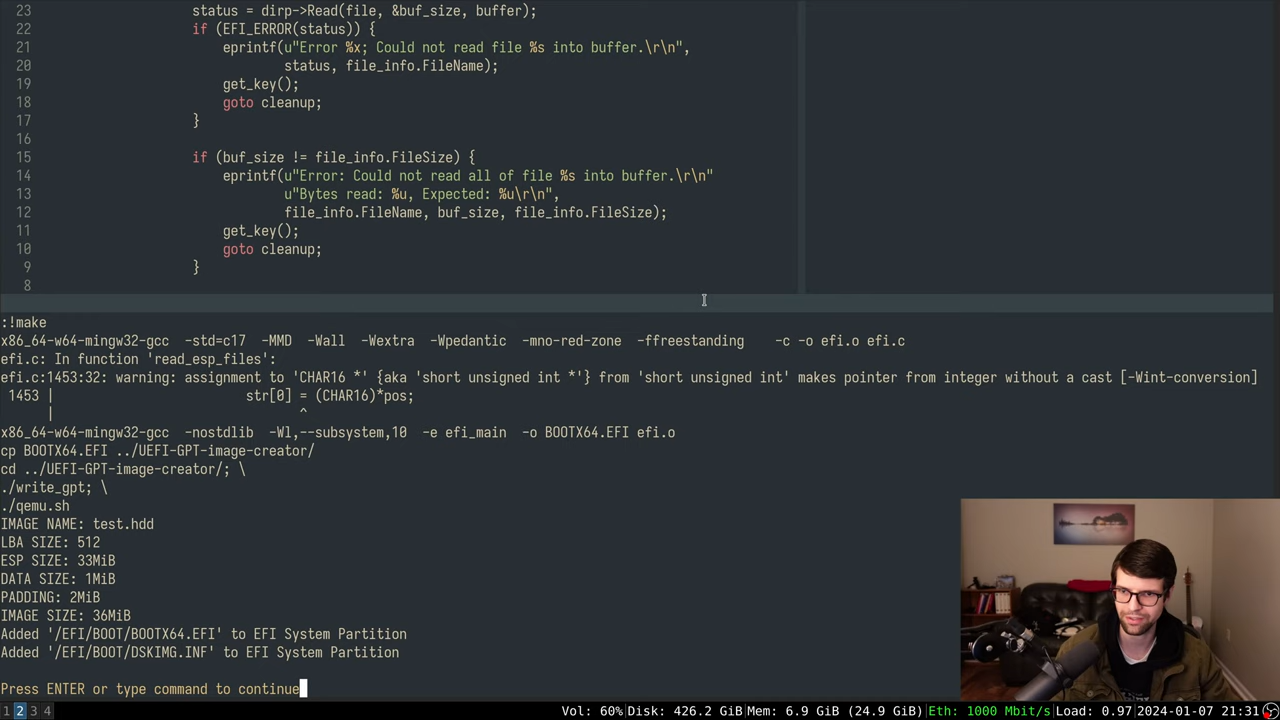 23                     status = dirp->Read(file, &buf_size, buffer);
22                     if (EFI_ERROR(status)) {
21                         eprintf(u"Error %x; Could not read file %s into buffer.\r\n",
20                                 status, file_info.FileName);
19                         get_key();
18                         goto cleanup;
17                     }
16
15                     if (buf_size != file_info.FileSize) {
14                         eprintf(u"Error: Could not read all of file %s into buffer.\r\n"
13                                 u"Bytes read: %u, Expected: %u\r\n",
12                                 file_info.FileName, buf_size, file_info.FileSize);
11                         get_key();
10                         goto cleanup;
9                     }
8
:!make
x86_64-w64-mingw32-gcc  -std=c17  -MMD  -Wall  -Wextra  -Wpedantic  -mno-red-zone  -ffreestanding    -c -o efi.o efi.c
efi.c: In function 'read_esp_files':
efi.c:1453:32: warning: assignment to 'CHAR16 *' {aka 'short unsigned int *'} from 'short unsigned int' makes pointer from integer without a cast [-Wint-conversion]
 1453 |                         str[0] = (CHAR16)*pos;
      |                                ^
x86_64-w64-mingw32-gcc  -nostdlib  -Wl,--subsystem,10  -e efi_main  -o BOOTX64.EFI efi.o
cp BOOTX64.EFI ../UEFI-GPT-image-creator/
cd ../UEFI-GPT-image-creator/; \
./write_gpt; \
./qemu.sh
IMAGE NAME: test.hdd
LBA SIZE: 512
ESP SIZE: 33MiB
DATA SIZE: 1MiB
PADDING: 2MiB
IMAGE SIZE: 36MiB
Added '/EFI/BOOT/BOOTX64.EFI' to EFI System Partition
Added '/EFI/BOOT/DSKIMG.INF' to EFI System Partition
Press ENTER or type command to continue
1 2 3 4 Vol: 60%|Disk: 426.2 GiB|Mem: 6.9 GiB (24.9 GiB)|Eth: 1000 Mbit/s|Load: 0.97|2024-01-07 21:31